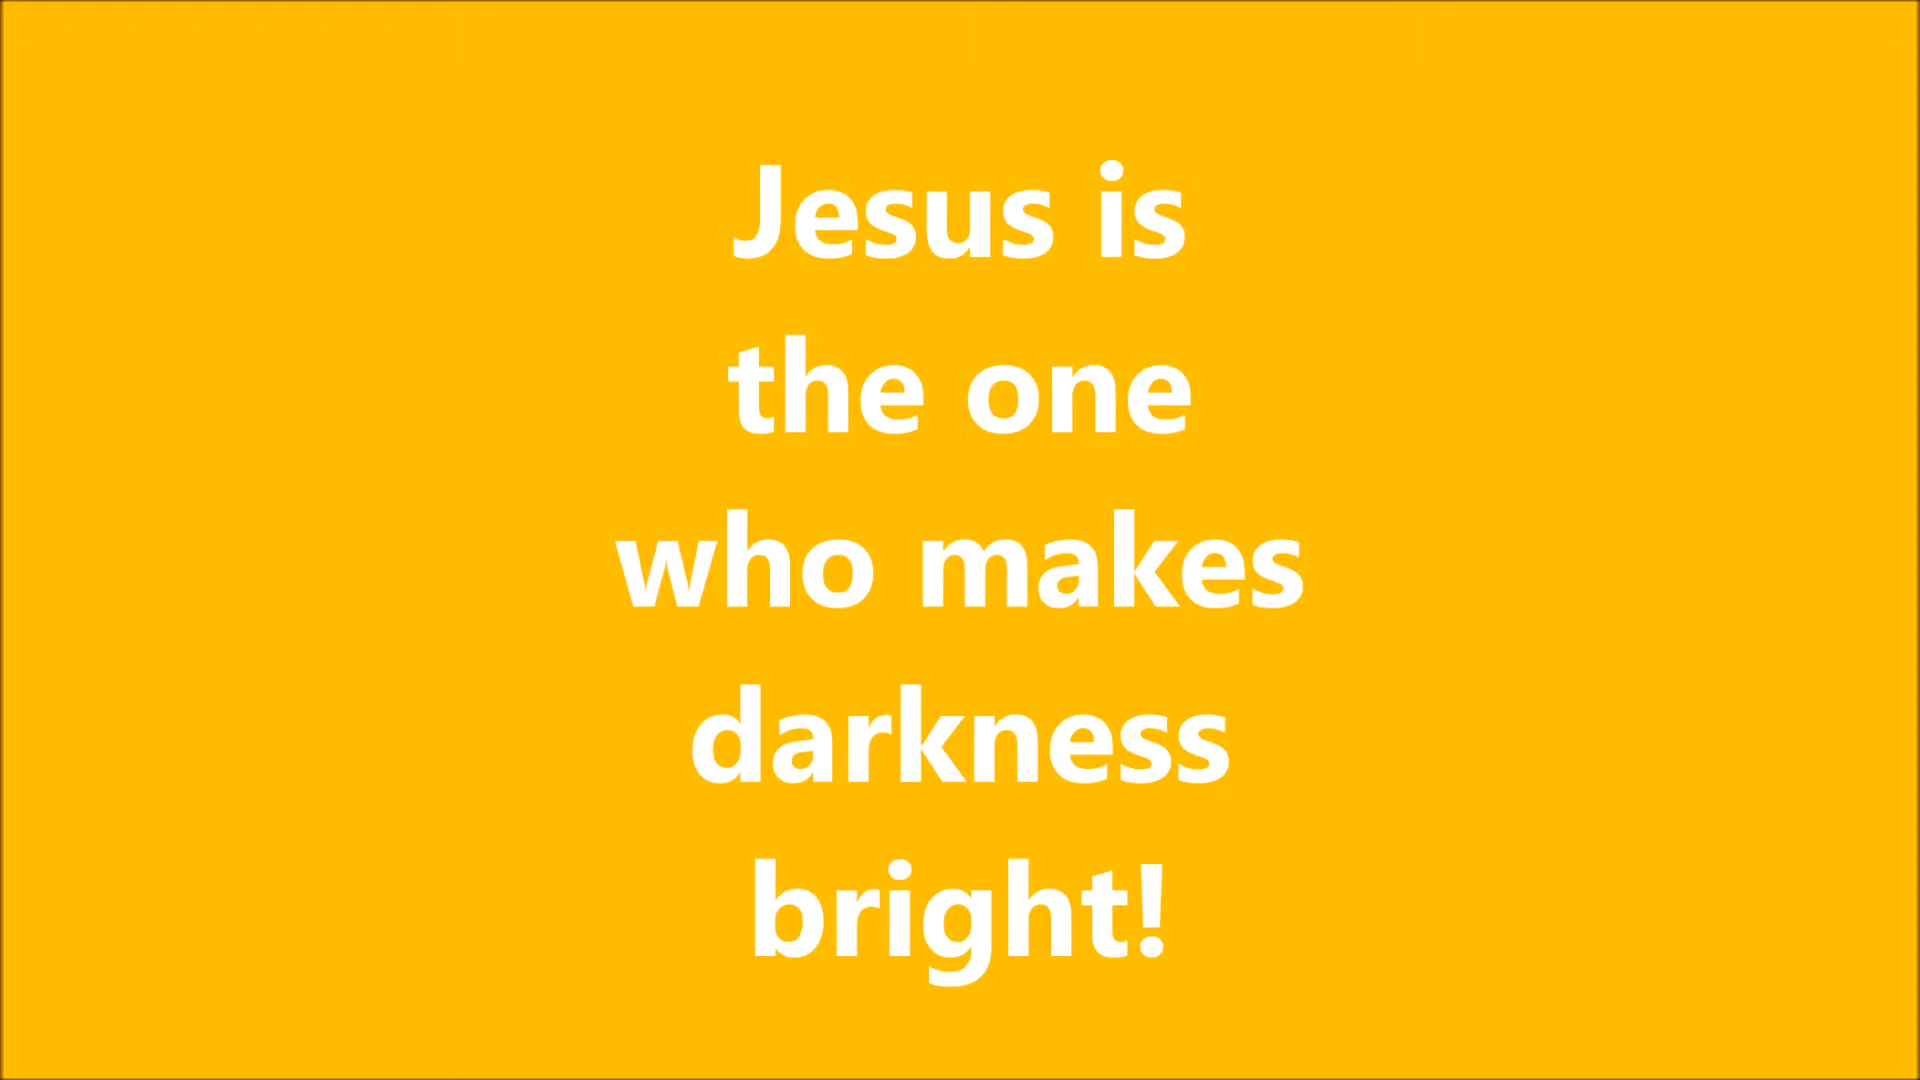 Jesus is
the one
who makes
darkness
bright!